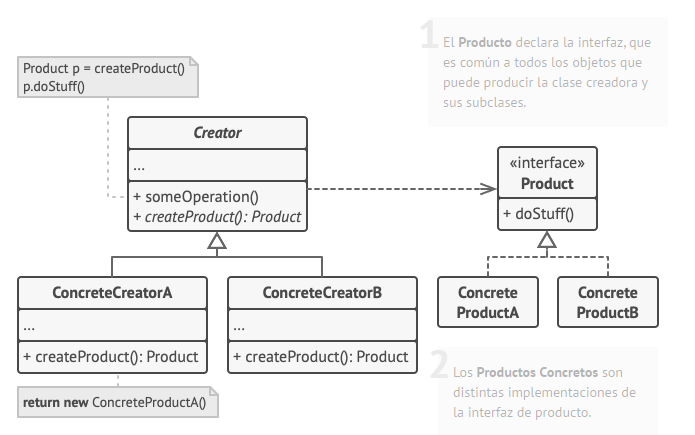 1
El Producto declara la interfaz, que
es común a todos los objetos que
puede producir la clase creadora y
sus subclases.
Product p = createProduct()
p.doStuff()
Creator
...
+ someOperation()
+ createProduct(): Product
«interface»
Product
+ doStuff()
ConcreteCreatorA
...
+ createProduct(): Product
ConcreteCreatorB
...
+ createProduct(): Product
Concrete
ProductA
Concrete
ProductB
return new ConcreteProductA()
2
Los Productos Concretos son
distintas implementaciones de
la interfaz de producto.